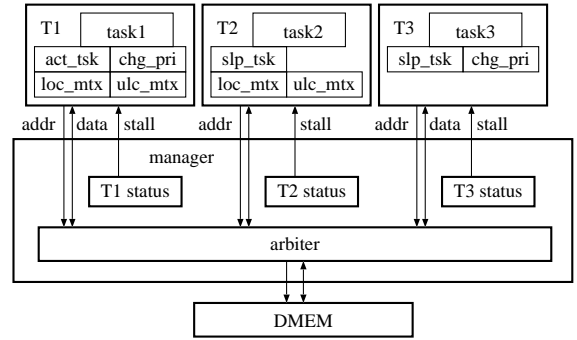 T1 task1 T2 task2 T3 task3
act_tsk chg_pri slp_tsk slp_tsk chg_pri
loc_mtx ulc_mtx loc_mtx ulc_mtx
addr data stall addr stall addr data stall
manager
T1 status T2 status T3 status
arbiter
DMEM